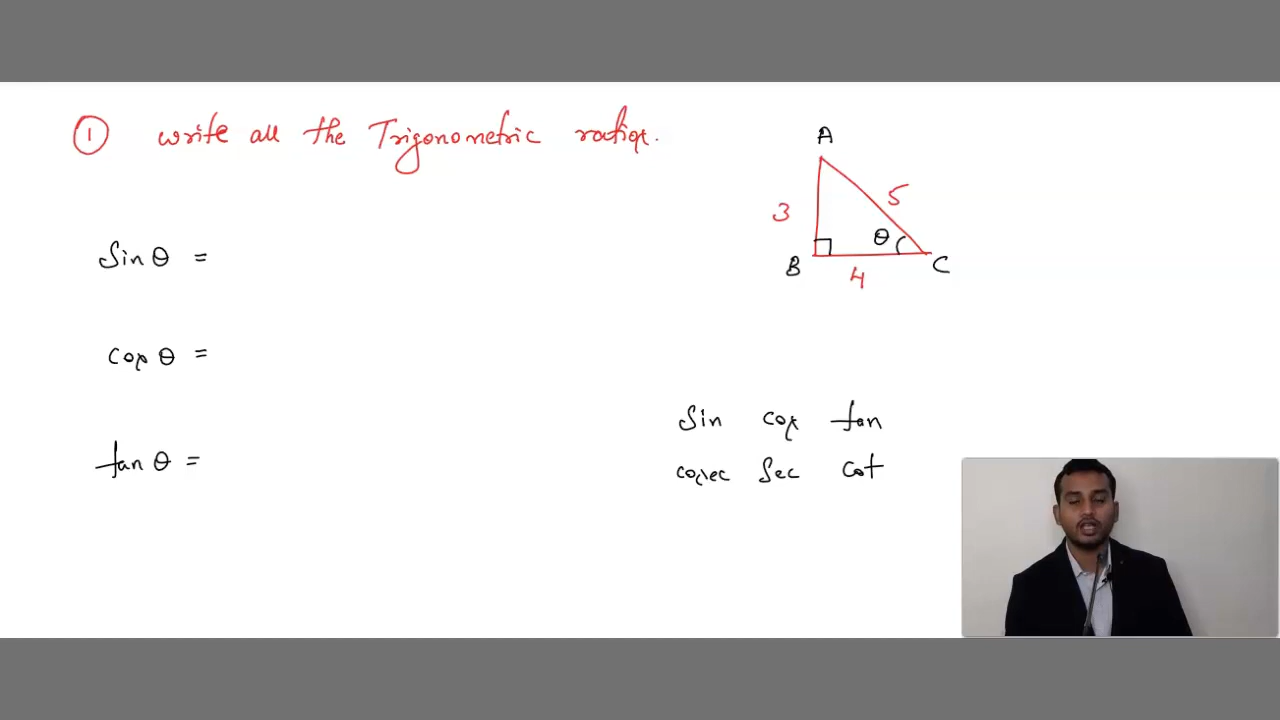 ① write all the Trigonometric ratios.
A
3
5
θ
B
4
C
Sin θ =
cos θ =
tan θ =
Sin cos tan
cosec Sec cot